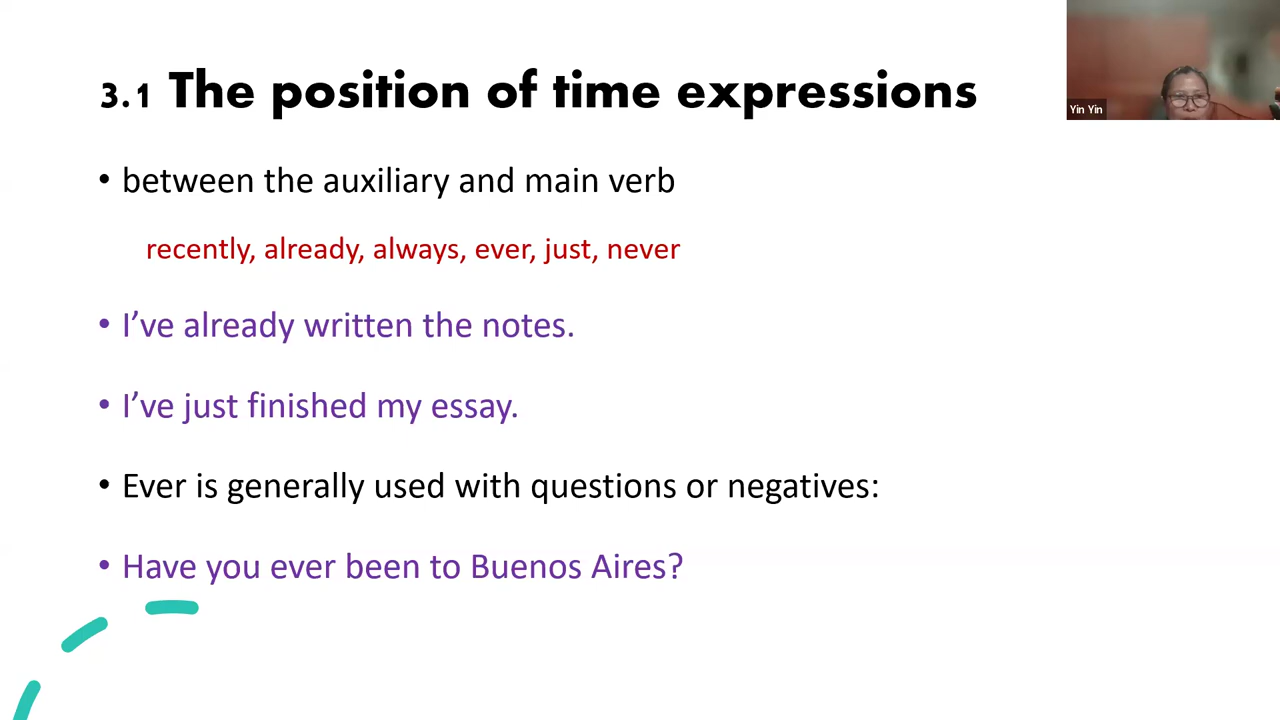 3.1 The position of time expressions
Yin Yin
• between the auxiliary and main verb
recently, already, always, ever, just, never
• I’ve already written the notes.
• I’ve just finished my essay.
• Ever is generally used with questions or negatives:
• Have you ever been to Buenos Aires?